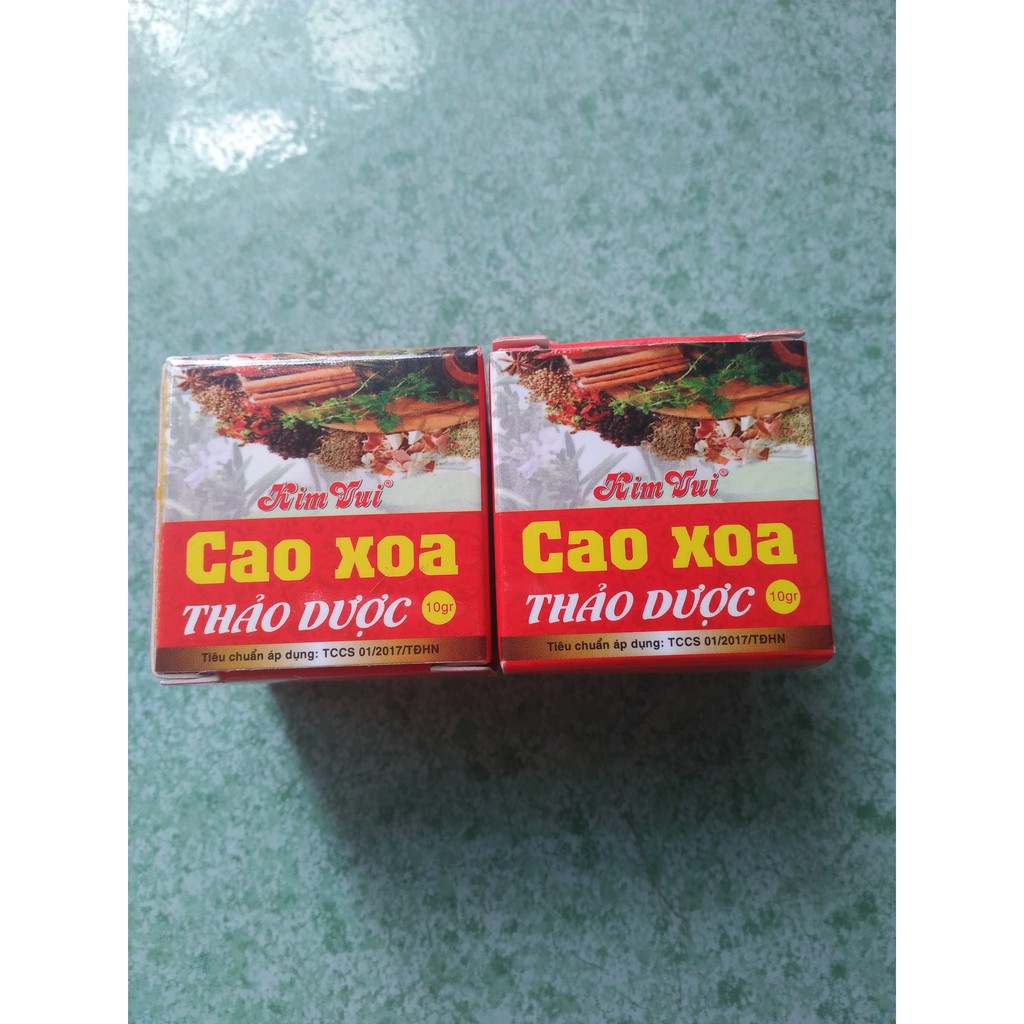 Kim Vui®
Cao xoa
THẢO DƯỢC 10gr
Tiêu chuẩn áp dụng: TCCS 01/2017/TĐHN
Kim Vui®
Cao xoa
THẢO DƯỢC 10gr
Tiêu chuẩn áp dụng: TCCS 01/2017/TĐHN